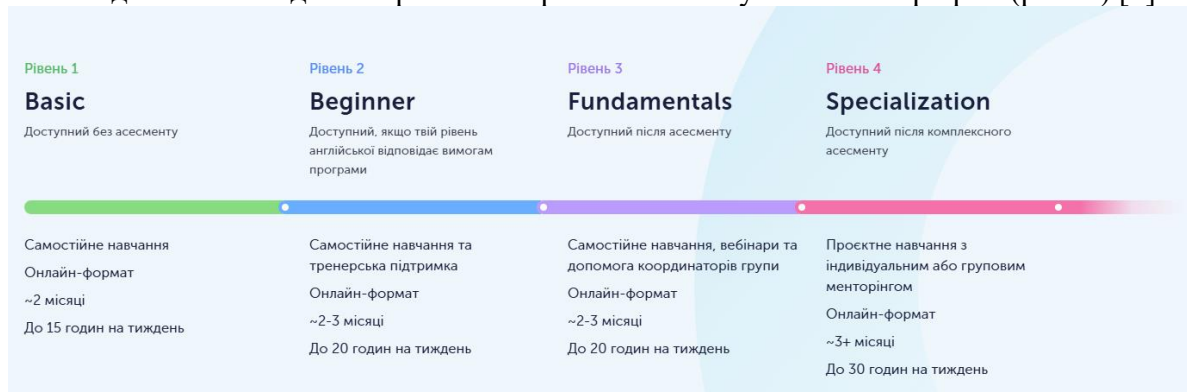 Рівень 1
Basic
Доступний без асесменту
Самостійне навчання
Онлайн-формат
~2 місяці
До 15 годин на тиждень
Рівень 2
Beginner
Доступний, якщо твій рівень
англійської відповідає вимогам
програми
Самостійне навчання та
тренерська підтримка
Онлайн-формат
~2-3 місяці
До 20 годин на тиждень
Рівень 3
Fundamentals
Доступний після асесменту
Самостійне навчання, вебінари та
допомога координаторів групи
Онлайн-формат
~2-3 місяці
До 20 годин на тиждень
Рівень 4
Specialization
Доступний після комплексного
асесменту
Проєктне навчання з
індивідуальним або груповим
менторінгом
Онлайн-формат
~3+ місяці
До 30 годин на тиждень